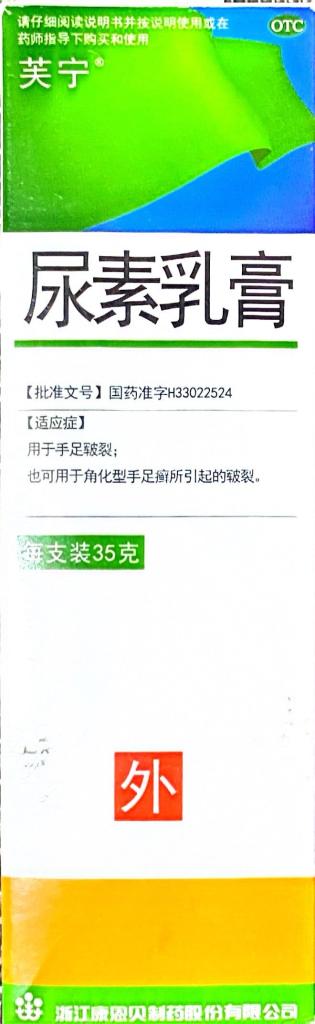 请仔细阅读说明书并按说明使用或在
药师指导下购买和使用
OTC
芙宁®
尿素乳膏
【批准文号】国药准字H33022524
【适应症】
用于手足皲裂；
也可用于角化型手足癣所引起的皲裂。
每支装35克
外
浙江康恩贝制药股份有限公司